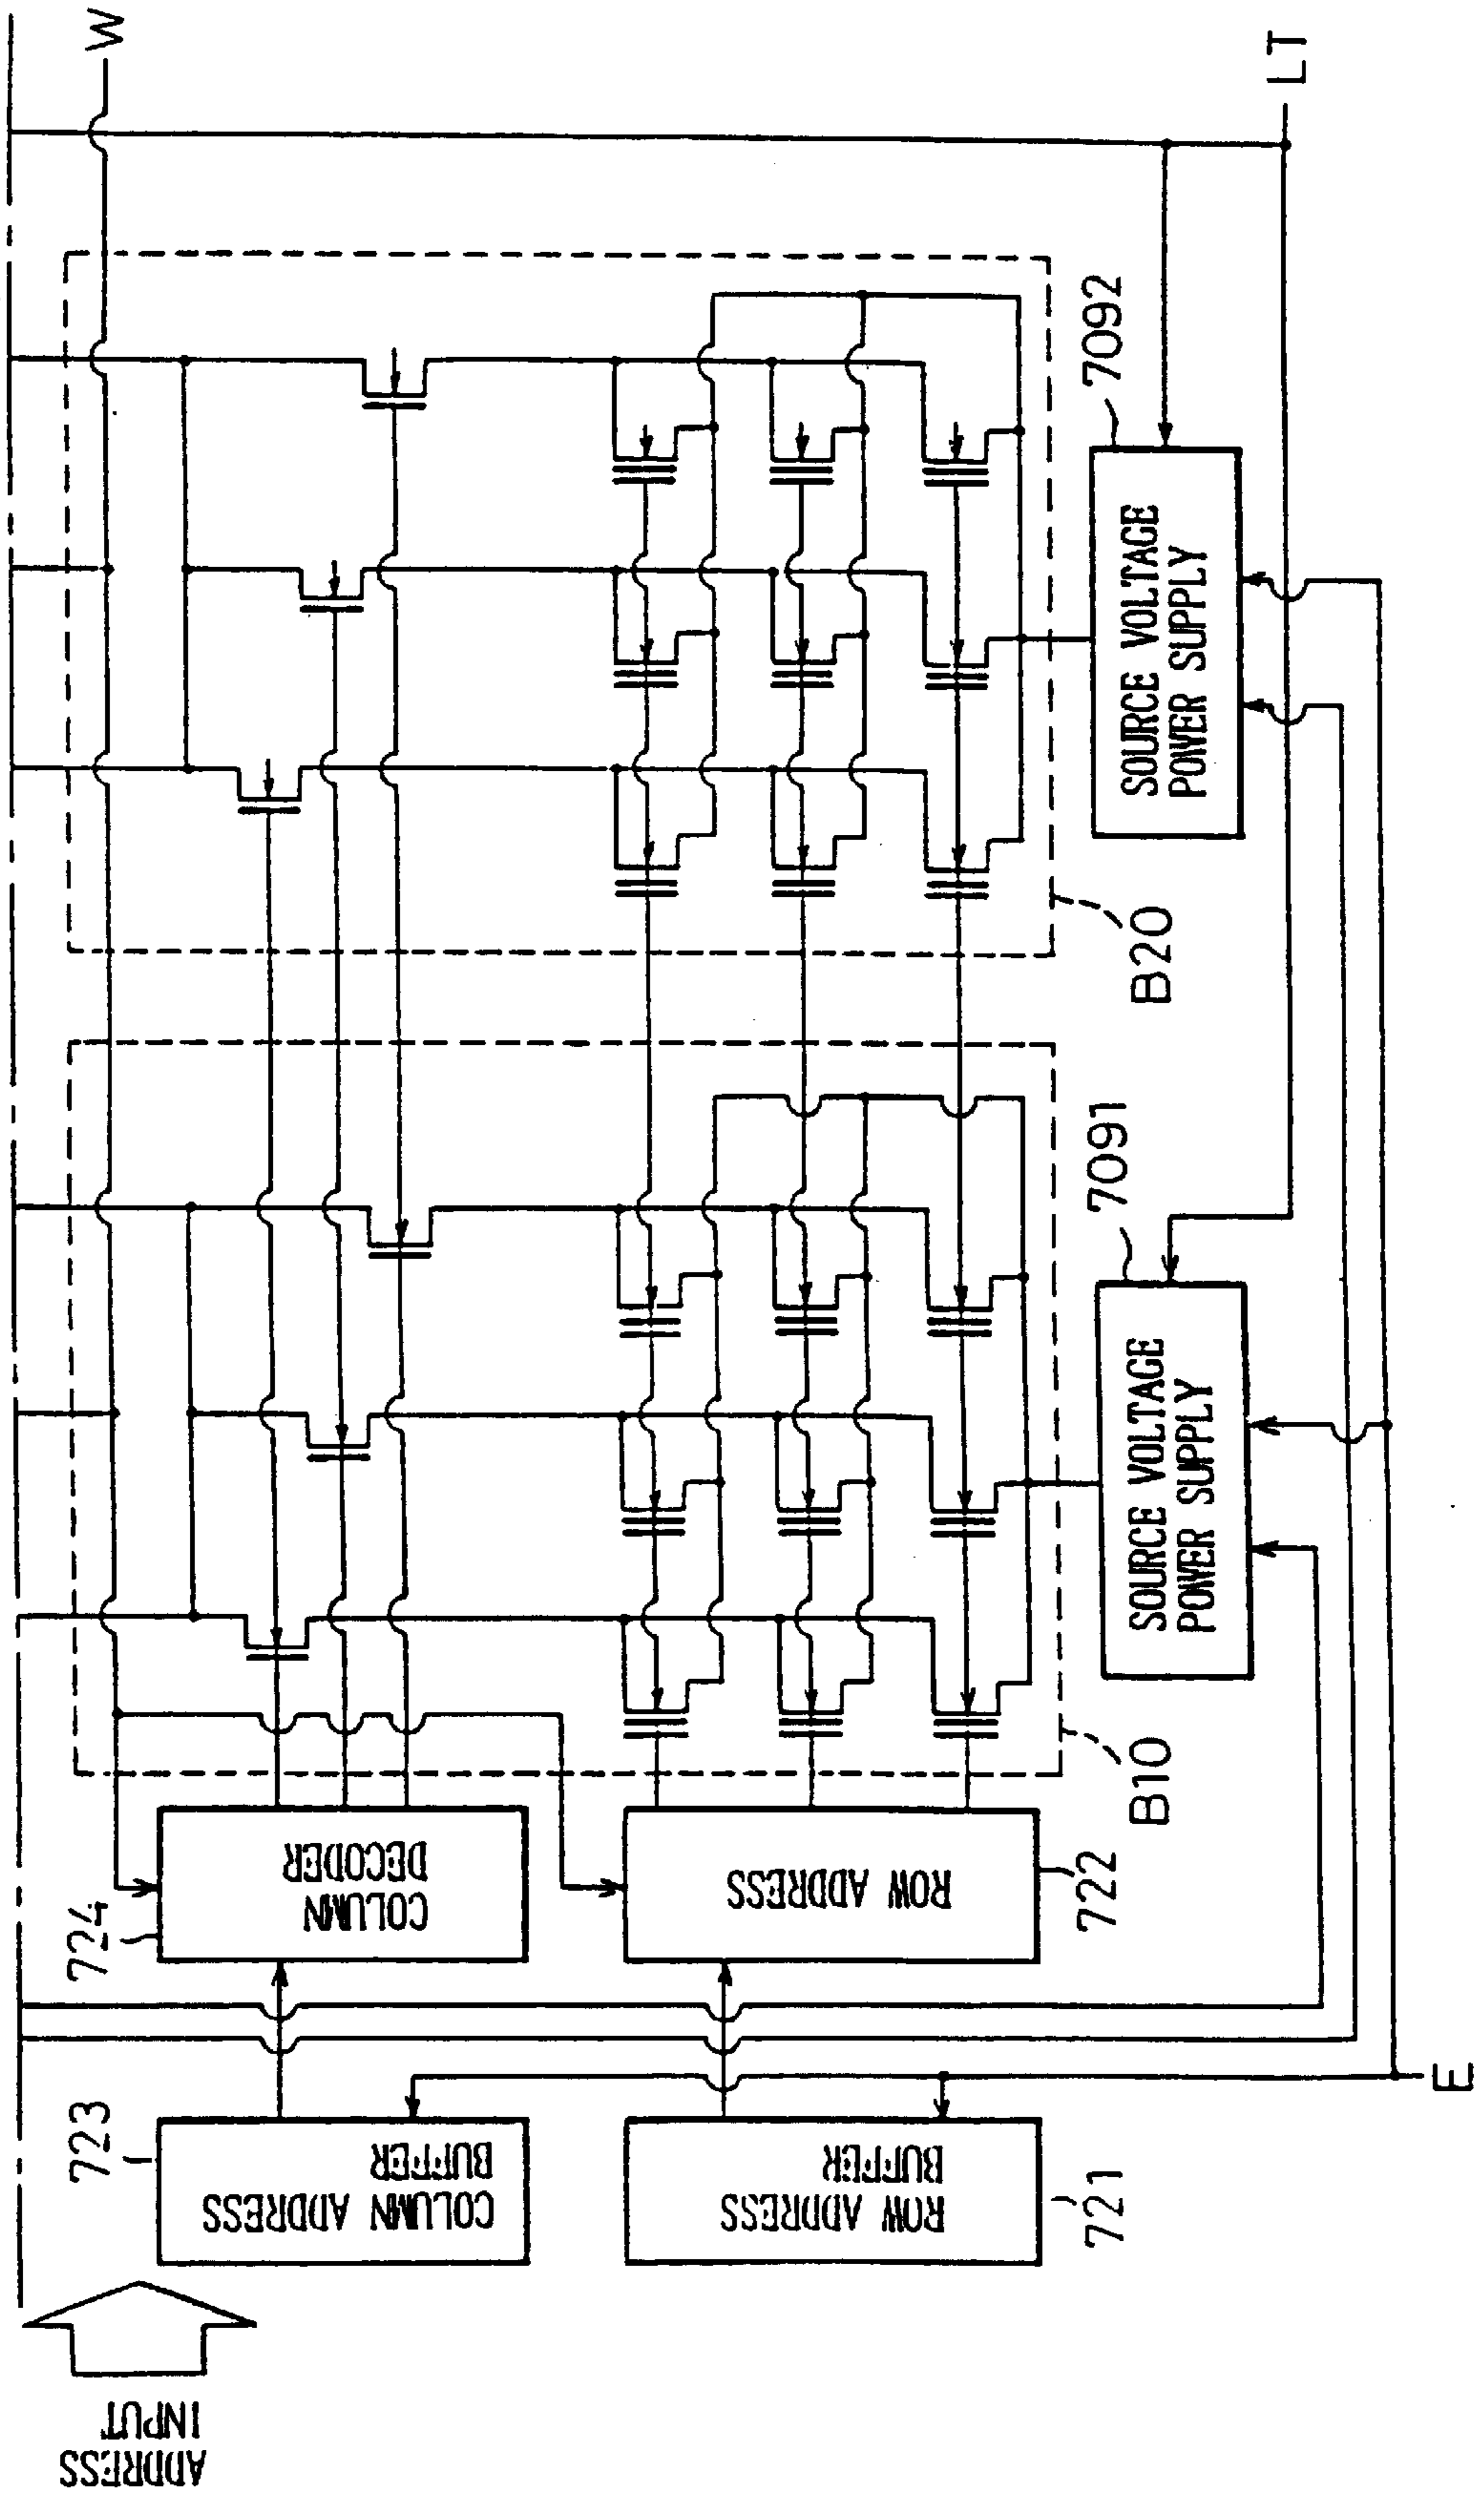 ADDRESS
INPUT
723
COLUMN ADDRESS
BUFFER
724
COLUMN
DECODER
W
721
ROW ADDRESS
BUFFER
722
ROW ADDRESS
B10
B20
7091
SOURCE VOLTAGE
POWER SUPPLY
7092
SOURCE VOLTAGE
POWER SUPPLY
LT
E